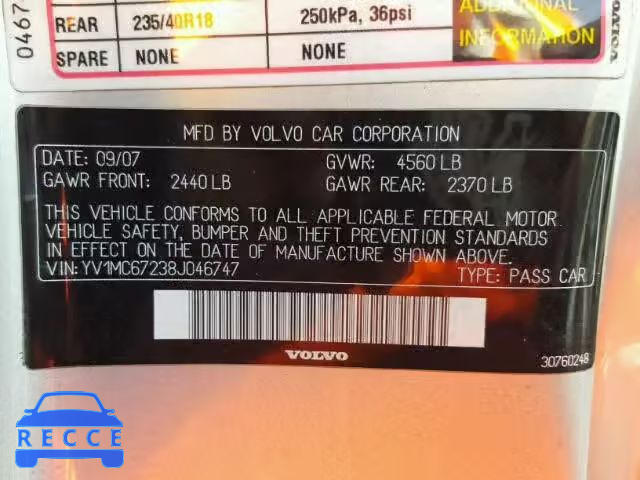 0467
REAR 235/40R18 250kPa, 36psi
SPARE NONE NONE
ADDITIONAL
INFORMATION
VOLVO
MFD BY VOLVO CAR CORPORATION
DATE: 09/07 GVWR: 4560 LB
GAWR FRONT: 2440 LB GAWR REAR: 2370 LB
THIS VEHICLE CONFORMS TO ALL APPLICABLE FEDERAL MOTOR
VEHICLE SAFETY, BUMPER AND THEFT PREVENTION STANDARDS
IN EFFECT ON THE DATE OF MANUFACTURE SHOWN ABOVE.
VIN: YV1MC67238J046747 TYPE: PASS CAR
VOLVO
30760248
RECCE